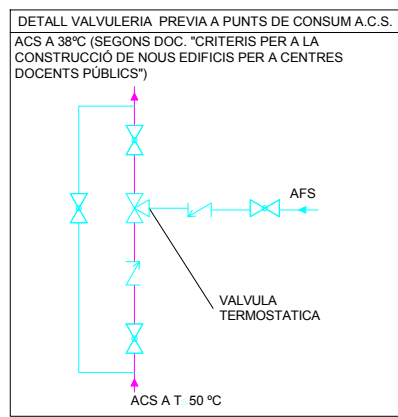 DETALL VALVULERIA PREVIA A PUNTS DE CONSUM A.C.S.
ACS A 38ºC (SEGONS DOC. "CRITERIS PER A LA
CONSTRUCCIÓ DE NOUS EDIFICIS PER A CENTRES
DOCENTS PÚBLICS")
AFS
VALVULA
TERMOSTATICA
ACS A T 50 ºC